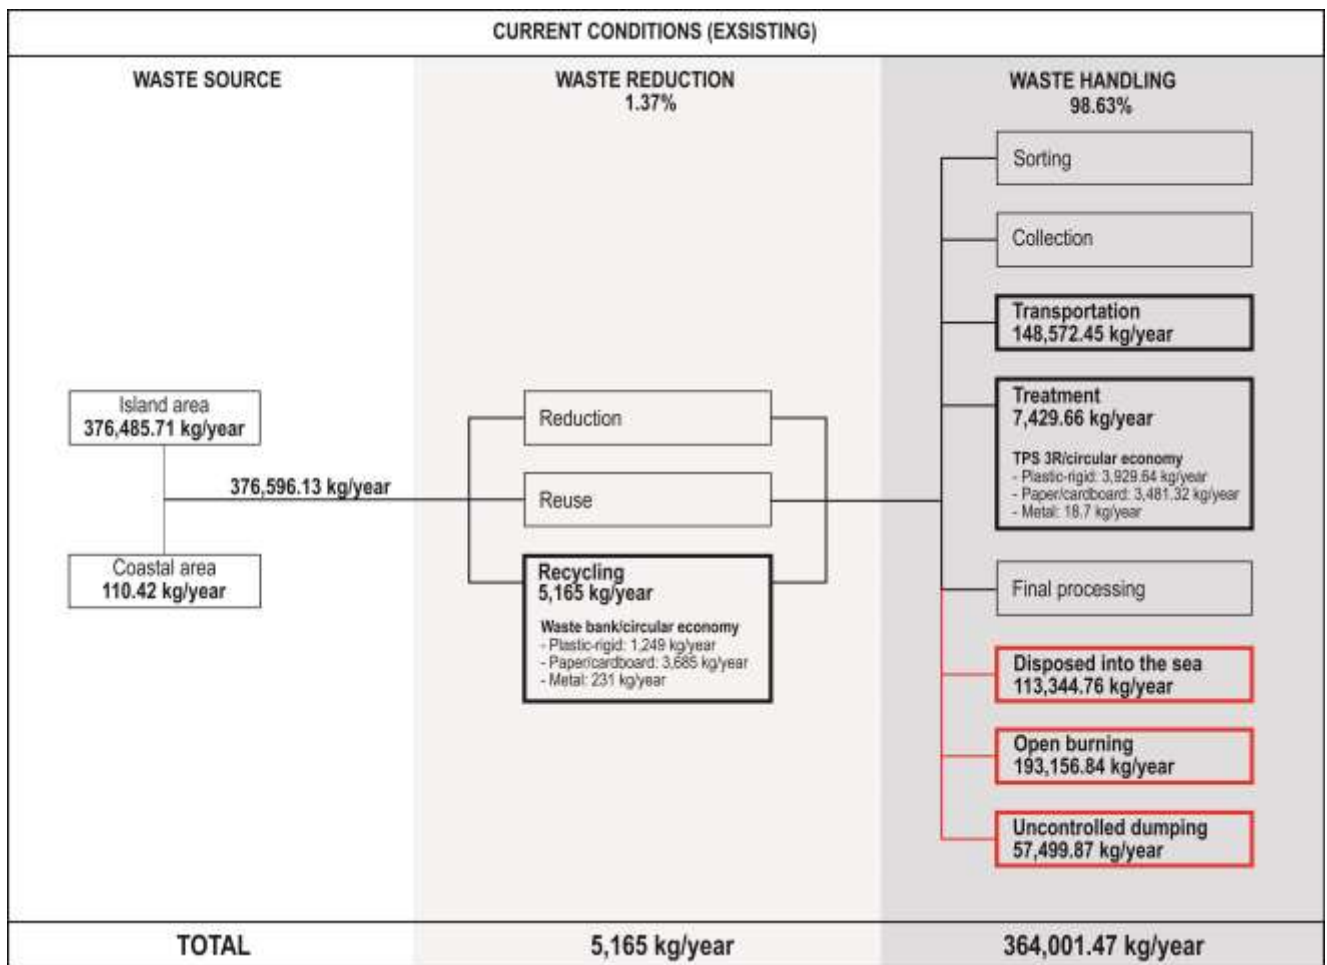 CURRENT CONDITIONS (EXSISTING)
WASTE SOURCE
WASTE REDUCTION
1.37%
WASTE HANDLING
98.63%
Island area
376,485.71 kg/year
376,596.13 kg/year
Coastal area
110.42 kg/year
Reduction
Reuse
Recycling
5,165 kg/year
Waste bank/circular economy
- Plastic-rigid: 1,249 kg/year
- Paper/cardboard: 3,685 kg/year
- Metal: 231 kg/year
Sorting
Collection
Transportation
148,572.45 kg/year
Treatment
7,429.66 kg/year
TPS 3R/circular economy
- Plastic-rigid: 3,929.64 kg/year
- Paper/cardboard: 3,481.32 kg/year
- Metal: 18.7 kg/year
Final processing
Disposed into the sea
113,344.76 kg/year
Open burning
193,156.84 kg/year
Uncontrolled dumping
57,499.87 kg/year
TOTAL
5,165 kg/year
364,001.47 kg/year